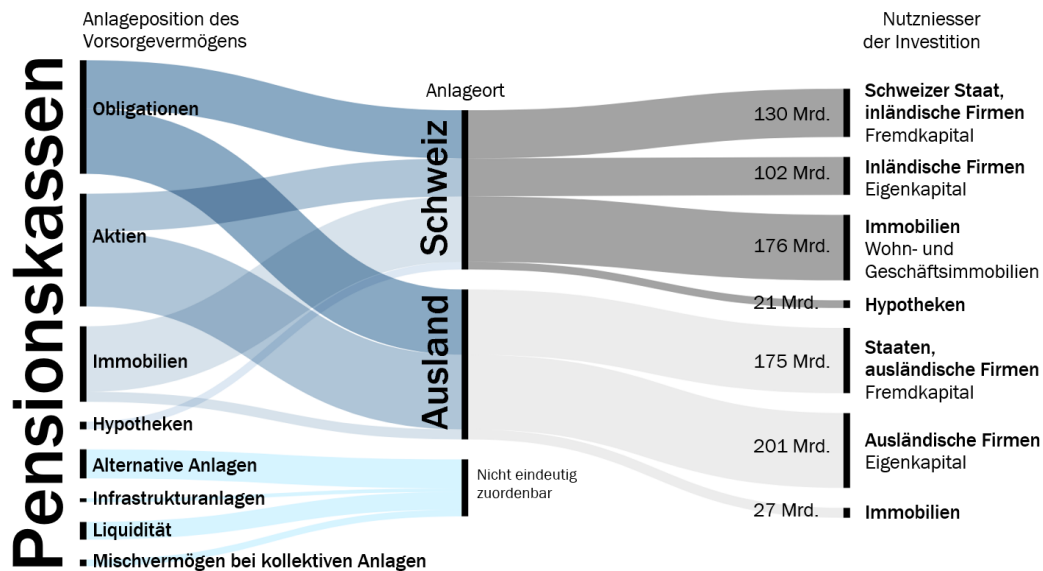 Anlageposition des
Vorsorgevermögens
Pensionskassen
Obligationen
Aktien
Immobilien
Hypotheken
Alternative Anlagen
Infrastrukturanlagen
Liquidität
Mischvermögen bei kollektiven Anlagen
Anlageort
Schweiz
Ausland
Nicht eindeutig
zuordenbar
Nutzniesser
der Investition
130 Mrd.
Schweizer Staat,
inländische Firmen
Fremdkapital
102 Mrd.
Inländische Firmen
Eigenkapital
176 Mrd.
Immobilien
Wohn- und
Geschäftsimmobilien
21 Mrd.
Hypotheken
175 Mrd.
Staaten,
ausländische Firmen
Fremdkapital
201 Mrd.
Ausländische Firmen
Eigenkapital
27 Mrd.
Immobilien